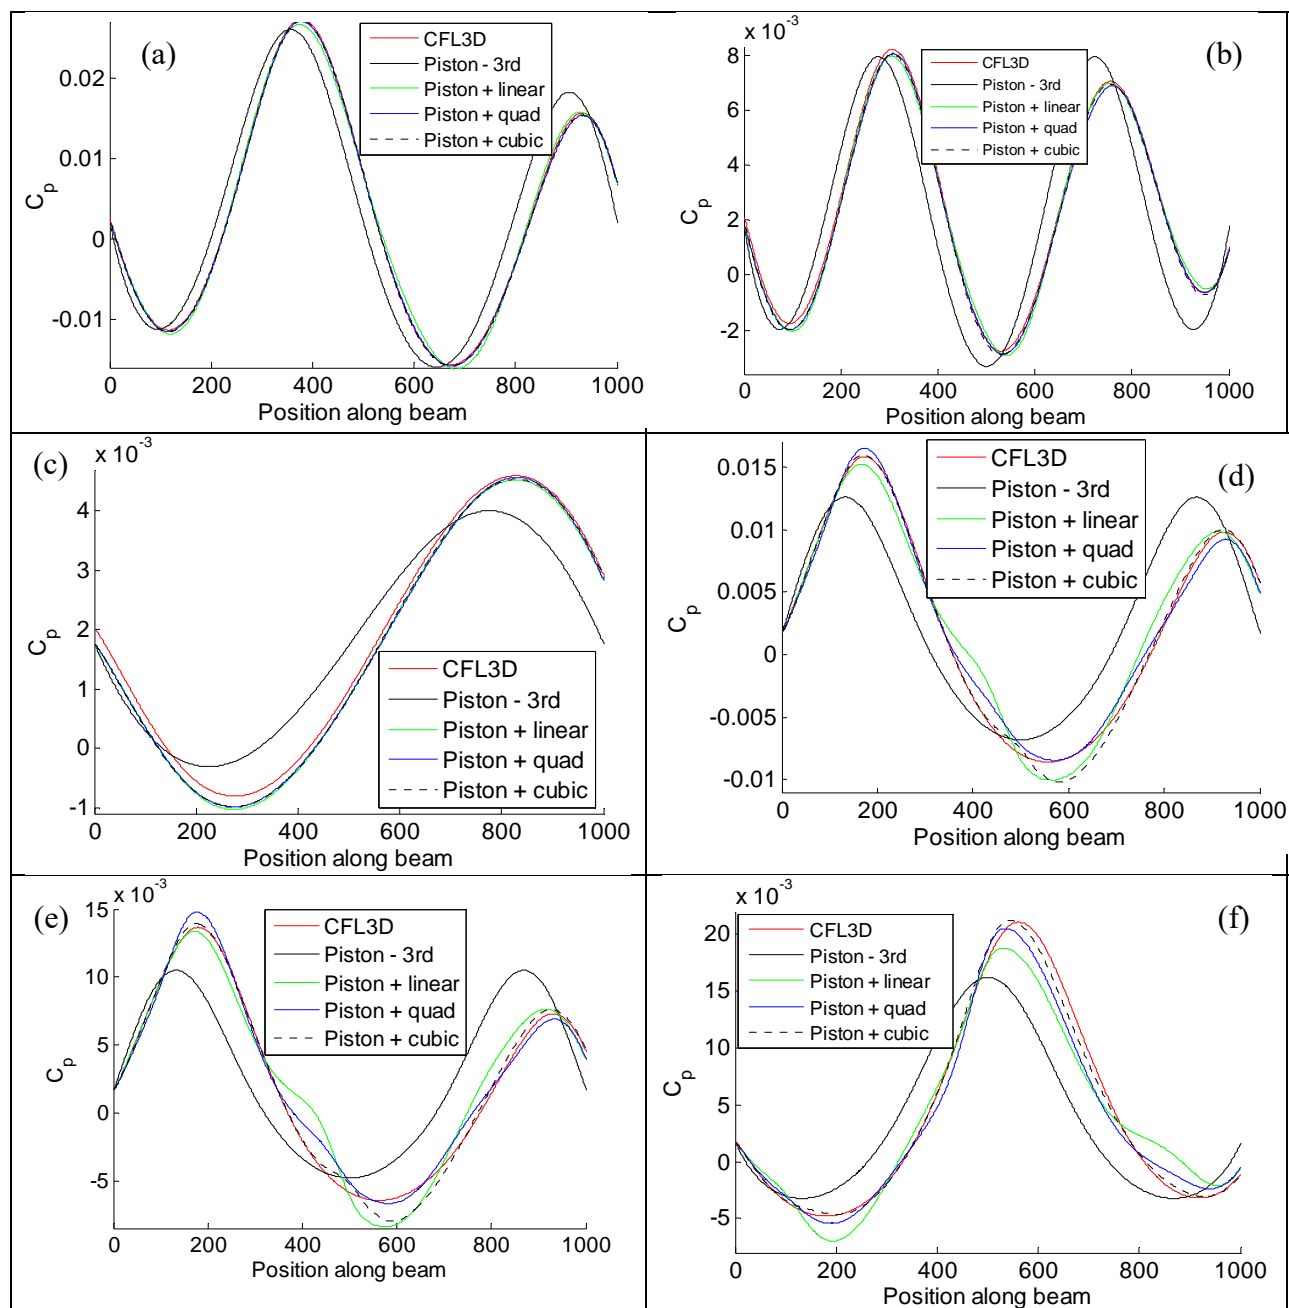 (a)
CFL3D
Piston - 3rd
Piston + linear
Piston + quad
Piston + cubic
0.02
0.01
0
-0.01
C_p
0 200 400 600 800 1000
Position along beam
x 10^-3
(b)
CFL3D
Piston - 3rd
Piston + linear
Piston + quad
Piston + cubic
8
6
4
2
0
-2
C_p
0 200 400 600 800 1000
Position along beam
(c)
x 10^-3
4
3
2
1
0
-1
C_p
CFL3D
Piston - 3rd
Piston + linear
Piston + quad
Piston + cubic
0 200 400 600 800 1000
Position along beam
(d)
CFL3D
Piston - 3rd
Piston + linear
Piston + quad
Piston + cubic
0.015
0.01
0.005
0
-0.005
-0.01
C_p
0 200 400 600 800 1000
Position along beam
(e)
x 10^-3
CFL3D
Piston - 3rd
Piston + linear
Piston + quad
Piston + cubic
15
10
5
0
-5
C_p
0 200 400 600 800 1000
Position along beam
x 10^-3
(f)
CFL3D
Piston - 3rd
Piston + linear
Piston + quad
Piston + cubic
20
15
10
5
0
-5
C_p
0 200 400 600 800 1000
Position along beam